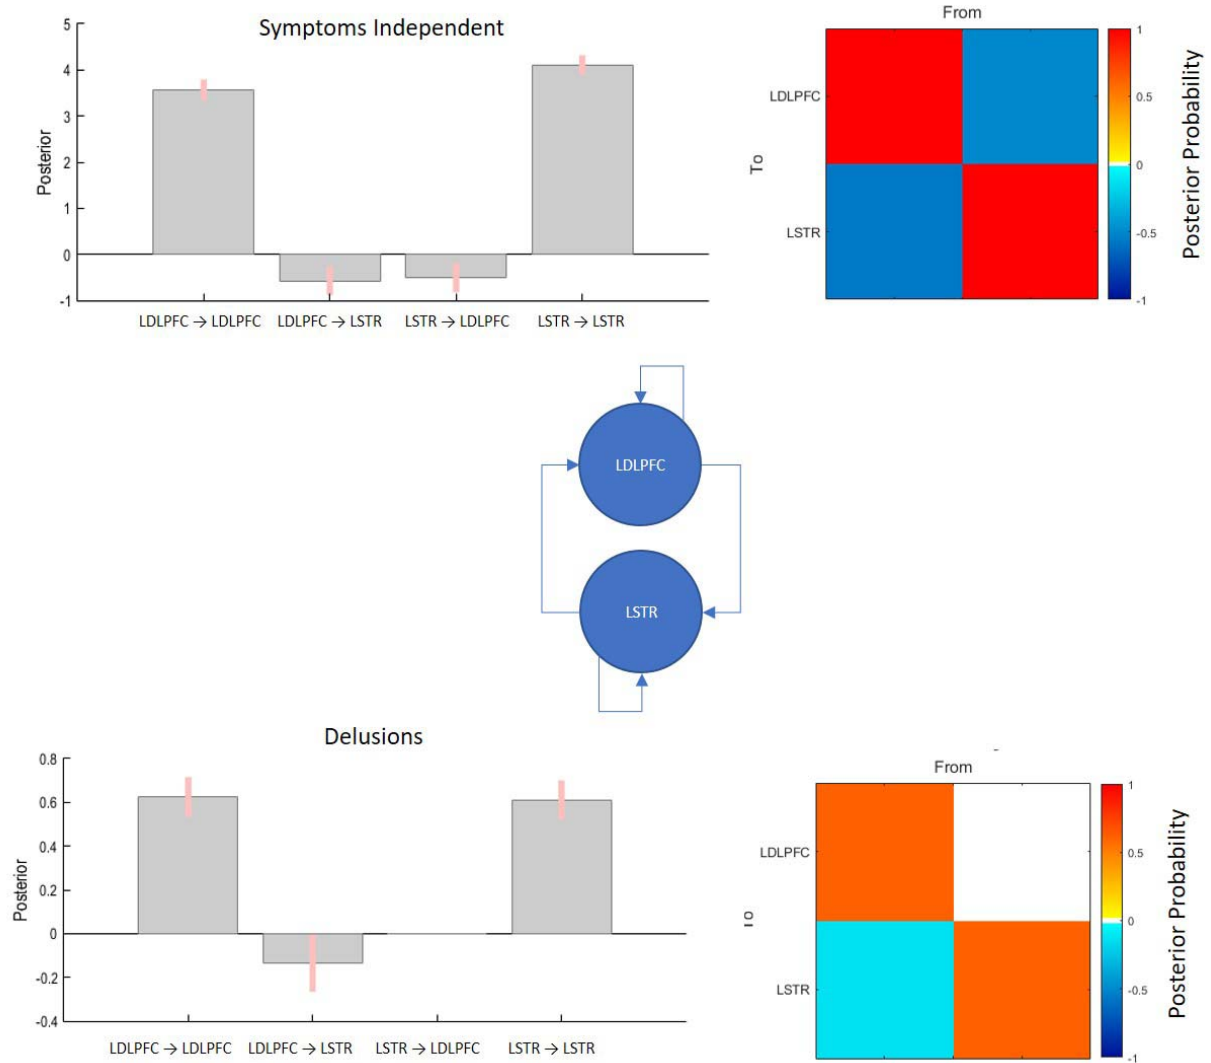 Symptoms Independent
5
4
3
2
1
0
-1
Posterior
LDLPFC → LDLPFC
LDLPFC → LSTR
LSTR → LDLPFC
LSTR → LSTR
From
To
LDLPFC
LSTR
1
0.5
0
-0.5
-1
Posterior Probability
LDLPFC
LSTR
Delusions
0.8
0.6
0.4
0.2
0
-0.2
-0.4
Posterior
LDLPFC → LDLPFC
LDLPFC → LSTR
LSTR → LDLPFC
LSTR → LSTR
From
LDLPFC
LSTR
1
0.5
0
-0.5
-1
Posterior Probability